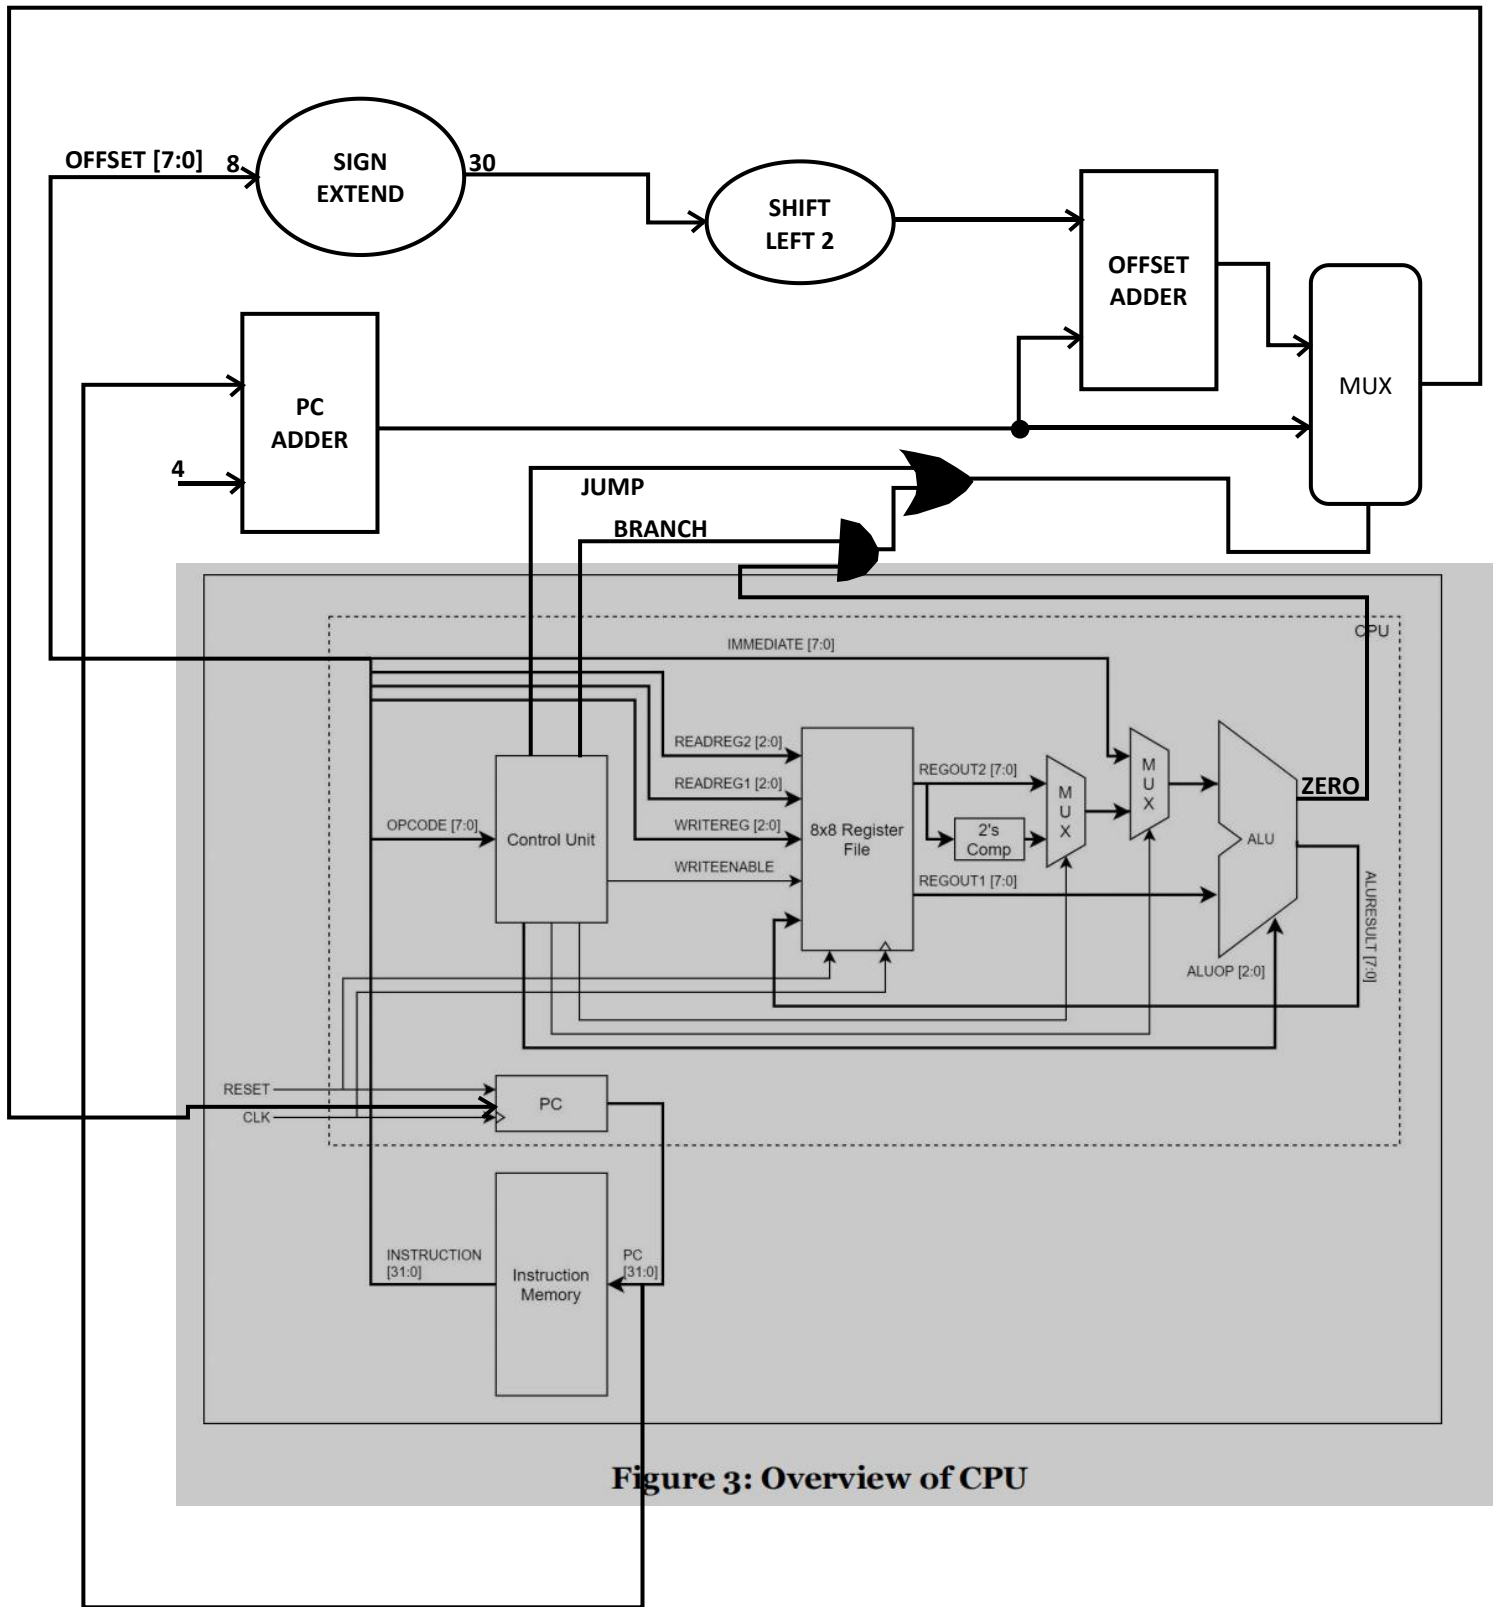 OFFSET [7:0]
8
SIGN
EXTEND
30
SHIFT
LEFT 2
OFFSET
ADDER
MUX
PC
ADDER
4
JUMP
BRANCH
CPU
IMMEDIATE [7:0]
READREG2 [2:0]
READREG1 [2:0]
WRITEREG [2:0]
WRITEENABLE
OPCODE [7:0]
Control Unit
8x8 Register
File
REGOUT2 [7:0]
2's
Comp
REGOUT1 [7:0]
M
U
X
M
U
X
ZERO
ALU
ALURESULT [7:0]
ALUOP [2:0]
RESET
CLK
PC
INSTRUCTION
[31:0]
Instruction
Memory
PC
[31:0]
Figure 3: Overview of CPU